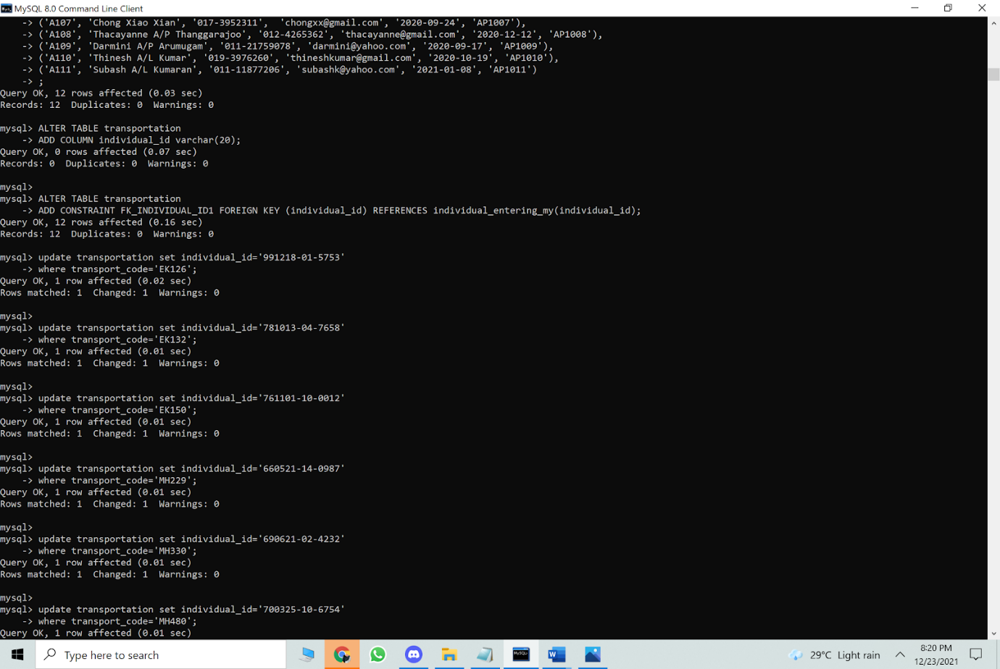 MySQL 8.0 Command Line Client
    -> ('A107', 'Chong Xiao Xian', '017-3952311',  'chongxx@gmail.com', '2020-09-24', 'AP1007'),
    -> ('A108', 'Thacayanne A/P Thanggarajoo', '012-4265362', 'thacayanne@gmail.com', '2020-12-12', 'AP1008'),
    -> ('A109', 'Darmini A/P Arumugam', '011-21759078', 'darmini@yahoo.com', '2020-09-17', 'AP1009'),
    -> ('A110', 'Thinesh A/L Kumar', '019-3976260', 'thineshkumar@gmail.com', '2020-10-19', 'AP1010'),
    -> ('A111', 'Subash A/L Kumaran', '011-11877206', 'subashk@yahoo.com', '2021-01-08', 'AP1011')
    -> ;
Query OK, 12 rows affected (0.03 sec)
Records: 12  Duplicates: 0  Warnings: 0

mysql> ALTER TABLE transportation
    -> ADD COLUMN individual_id varchar(20);
Query OK, 0 rows affected (0.07 sec)
Records: 0  Duplicates: 0  Warnings: 0

mysql>
mysql> ALTER TABLE transportation
    -> ADD CONSTRAINT FK_INDIVIDUAL_ID1 FOREIGN KEY (individual_id) REFERENCES individual_entering_my(individual_id);
Query OK, 12 rows affected (0.16 sec)
Records: 12  Duplicates: 0  Warnings: 0

mysql> update transportation set individual_id='991218-01-5753'
    -> where transport_code='EK126';
Query OK, 1 row affected (0.02 sec)
Rows matched: 1  Changed: 1  Warnings: 0

mysql>
mysql> update transportation set individual_id='781013-04-7658'
    -> where transport_code='EK132';
Query OK, 1 row affected (0.01 sec)
Rows matched: 1  Changed: 1  Warnings: 0

mysql>
mysql> update transportation set individual_id='761101-10-0012'
    -> where transport_code='EK150';
Query OK, 1 row affected (0.01 sec)
Rows matched: 1  Changed: 1  Warnings: 0

mysql>
mysql> update transportation set individual_id='660521-14-0987'
    -> where transport_code='MH229';
Query OK, 1 row affected (0.01 sec)
Rows matched: 1  Changed: 1  Warnings: 0

mysql>
mysql> update transportation set individual_id='690621-02-4232'
    -> where transport_code='MH330';
Query OK, 1 row affected (0.01 sec)
Rows matched: 1  Changed: 1  Warnings: 0

mysql>
mysql> update transportation set individual_id='700325-10-6754'
    -> where transport_code='MH480';
Query OK, 1 row affected (0.01 sec)
Type here to search
29°C  Light rain
8:20 PM
12/23/2021